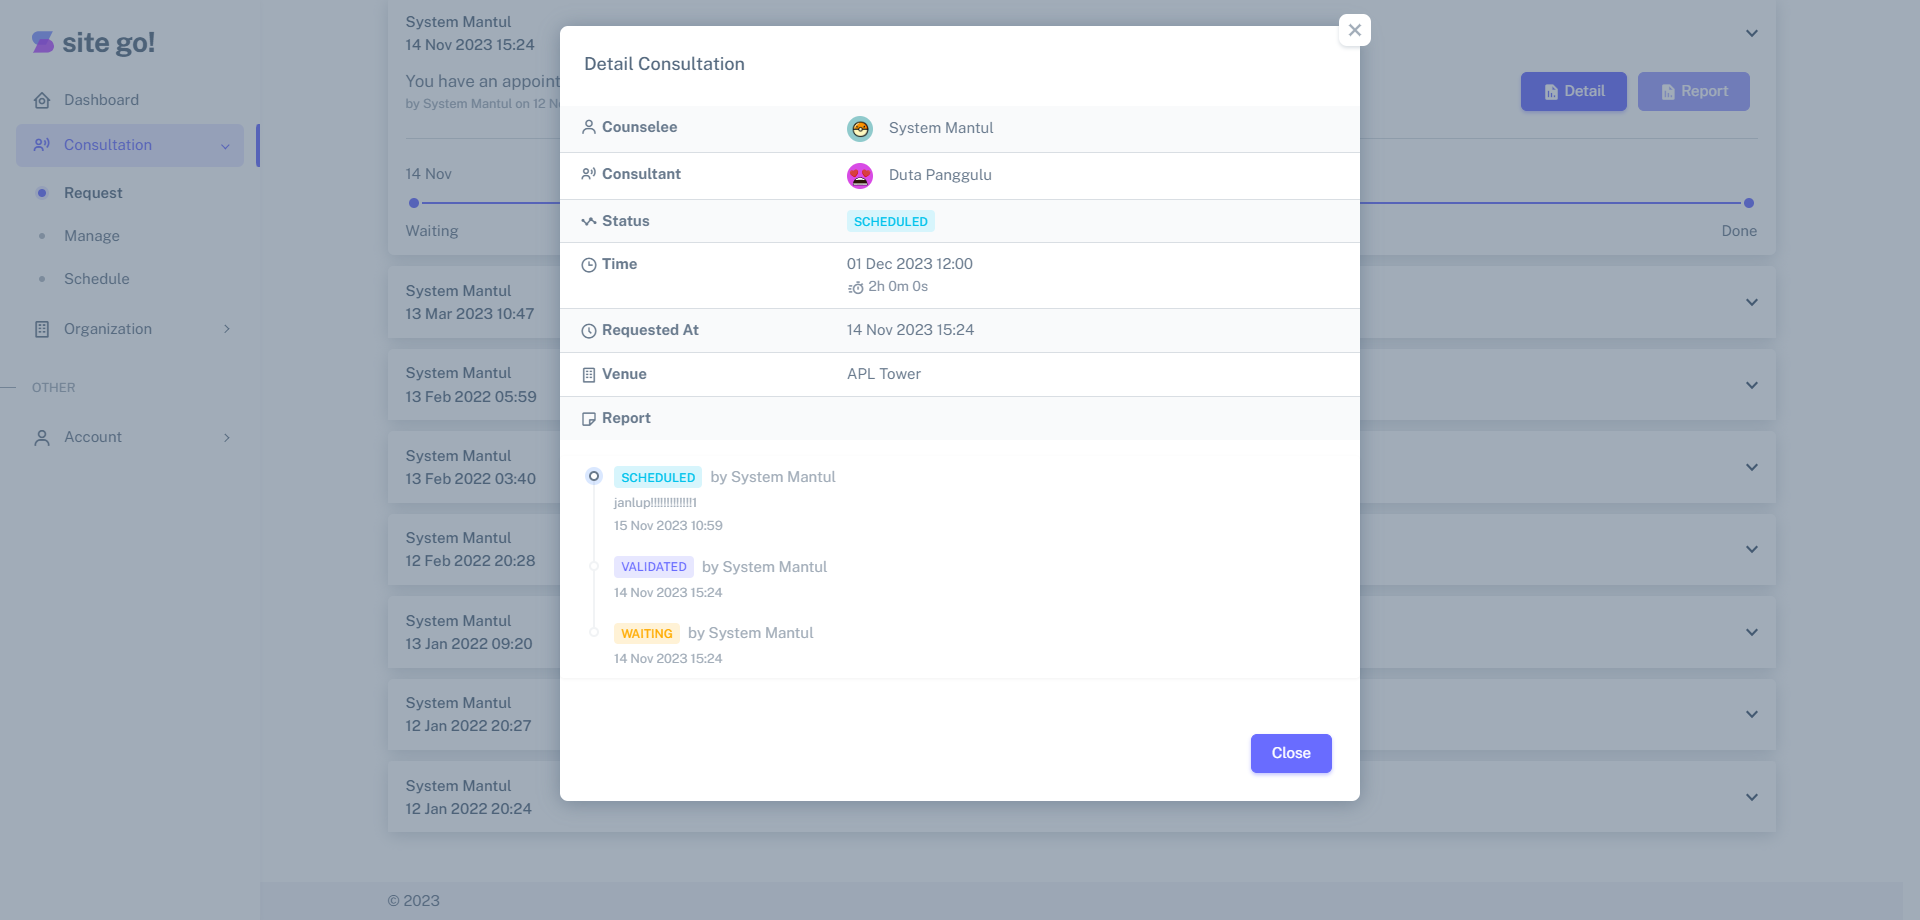 site go!
Dashboard
Consultation
Request
Manage
Schedule
Organization
OTHER
Account
System Mantul
14 Nov 2023 15:24
You have an appoint
by System Mantul on 12 N
Detail
Report
14 Nov
Waiting
Done
System Mantul
13 Mar 2023 10:47
System Mantul
13 Feb 2022 05:59
System Mantul
13 Feb 2022 03:40
System Mantul
12 Feb 2022 20:28
System Mantul
13 Jan 2022 09:20
System Mantul
12 Jan 2022 20:27
System Mantul
12 Jan 2022 20:24
© 2023
Detail Consultation
Counselee System Mantul
Consultant Duta Panggulu
Status SCHEDULED
Time 01 Dec 2023 12:00
2h 0m 0s
Requested At 14 Nov 2023 15:24
Venue APL Tower
Report
SCHEDULED by System Mantul
janlup!!!!!!!!!!!!!1
15 Nov 2023 10:59
VALIDATED by System Mantul
14 Nov 2023 15:24
WAITING by System Mantul
14 Nov 2023 15:24
Close